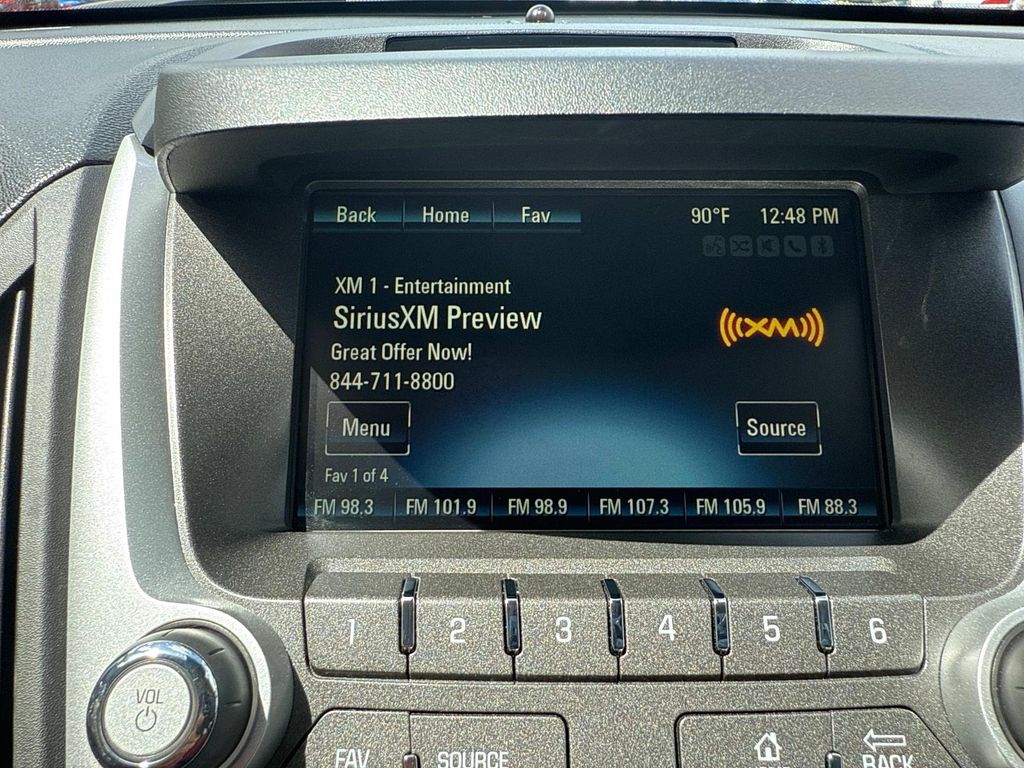 Back Home Fav 90°F 12:48 PM
XM 1 - Entertainment
SiriusXM Preview
((XM))
Great Offer Now!
844-711-8800
Menu Source
Fav 1 of 4
FM 98.3 FM 101.9 FM 98.9 FM 107.3 FM 105.9 FM 88.3
1 2 3 4 5 6
VOL
FAV SOURCE BACK